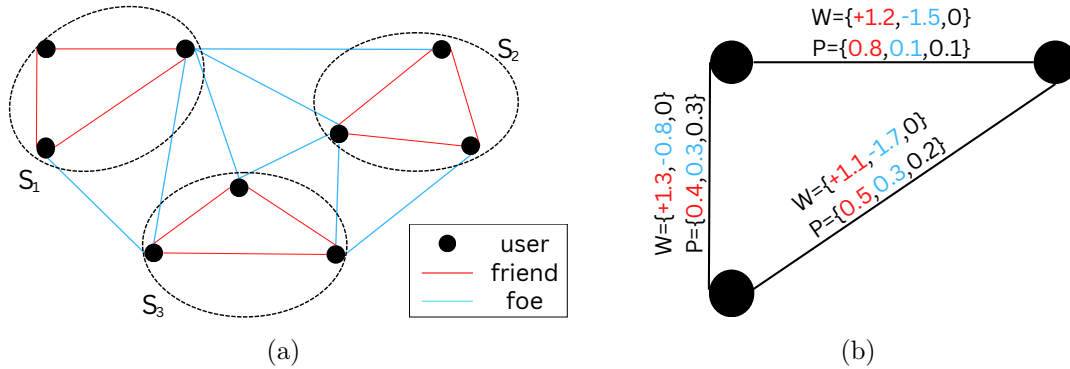 S1
S2
S3
user
friend
foe
(a)
W={+1.2,-1.5,0}
P={0.8,0.1,0.1}
W={+1.3,-0.8,0}
P={0.4,0.3,0.3}
W={+1.1,-1.7,0}
P={0.5,0.3,0.2}
(b)